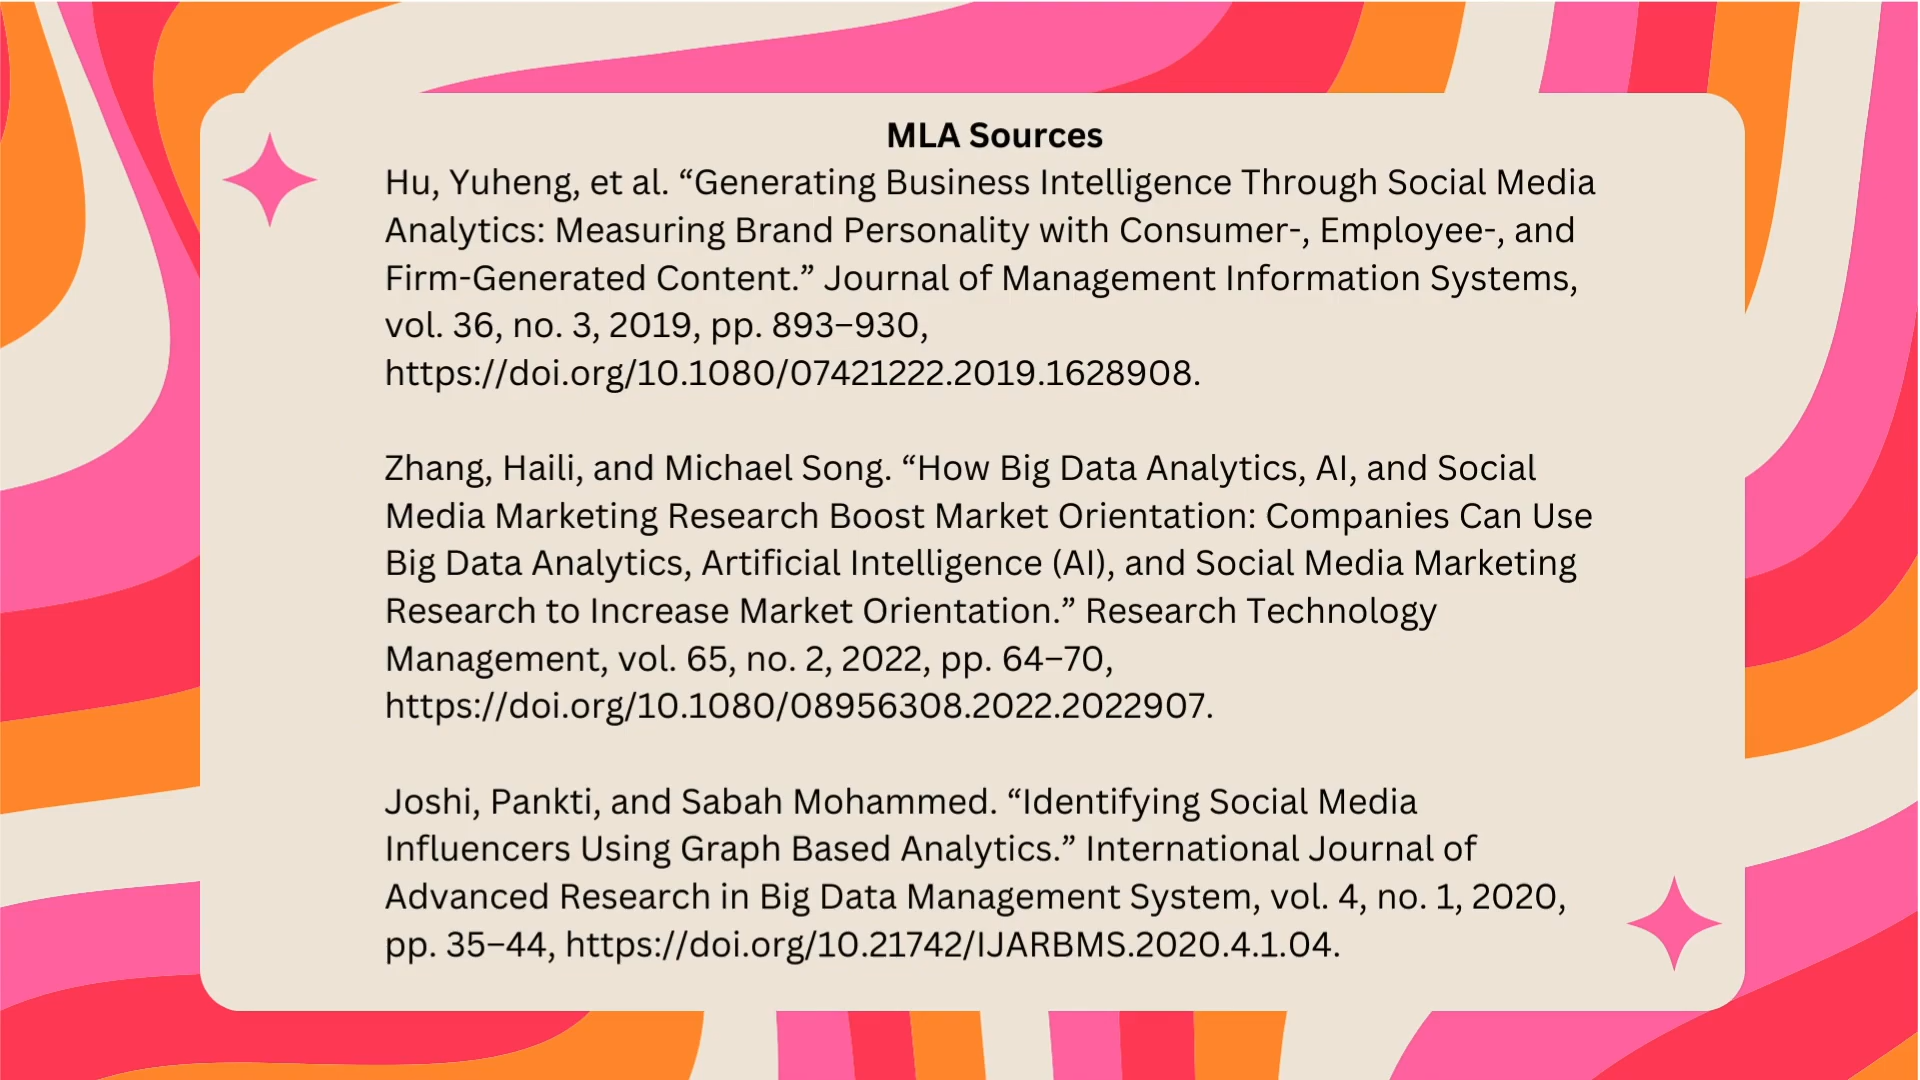 MLA Sources
Hu, Yuheng, et al. “Generating Business Intelligence Through Social Media
Analytics: Measuring Brand Personality with Consumer-, Employee-, and
Firm-Generated Content.” Journal of Management Information Systems,
vol. 36, no. 3, 2019, pp. 893–930,
https://doi.org/10.1080/07421222.2019.1628908.
Zhang, Haili, and Michael Song. “How Big Data Analytics, AI, and Social
Media Marketing Research Boost Market Orientation: Companies Can Use
Big Data Analytics, Artificial Intelligence (AI), and Social Media Marketing
Research to Increase Market Orientation.” Research Technology
Management, vol. 65, no. 2, 2022, pp. 64–70,
https://doi.org/10.1080/08956308.2022.2022907.
Joshi, Pankti, and Sabah Mohammed. “Identifying Social Media
Influencers Using Graph Based Analytics.” International Journal of
Advanced Research in Big Data Management System, vol. 4, no. 1, 2020,
pp. 35–44, https://doi.org/10.21742/IJARBMS.2020.4.1.04.